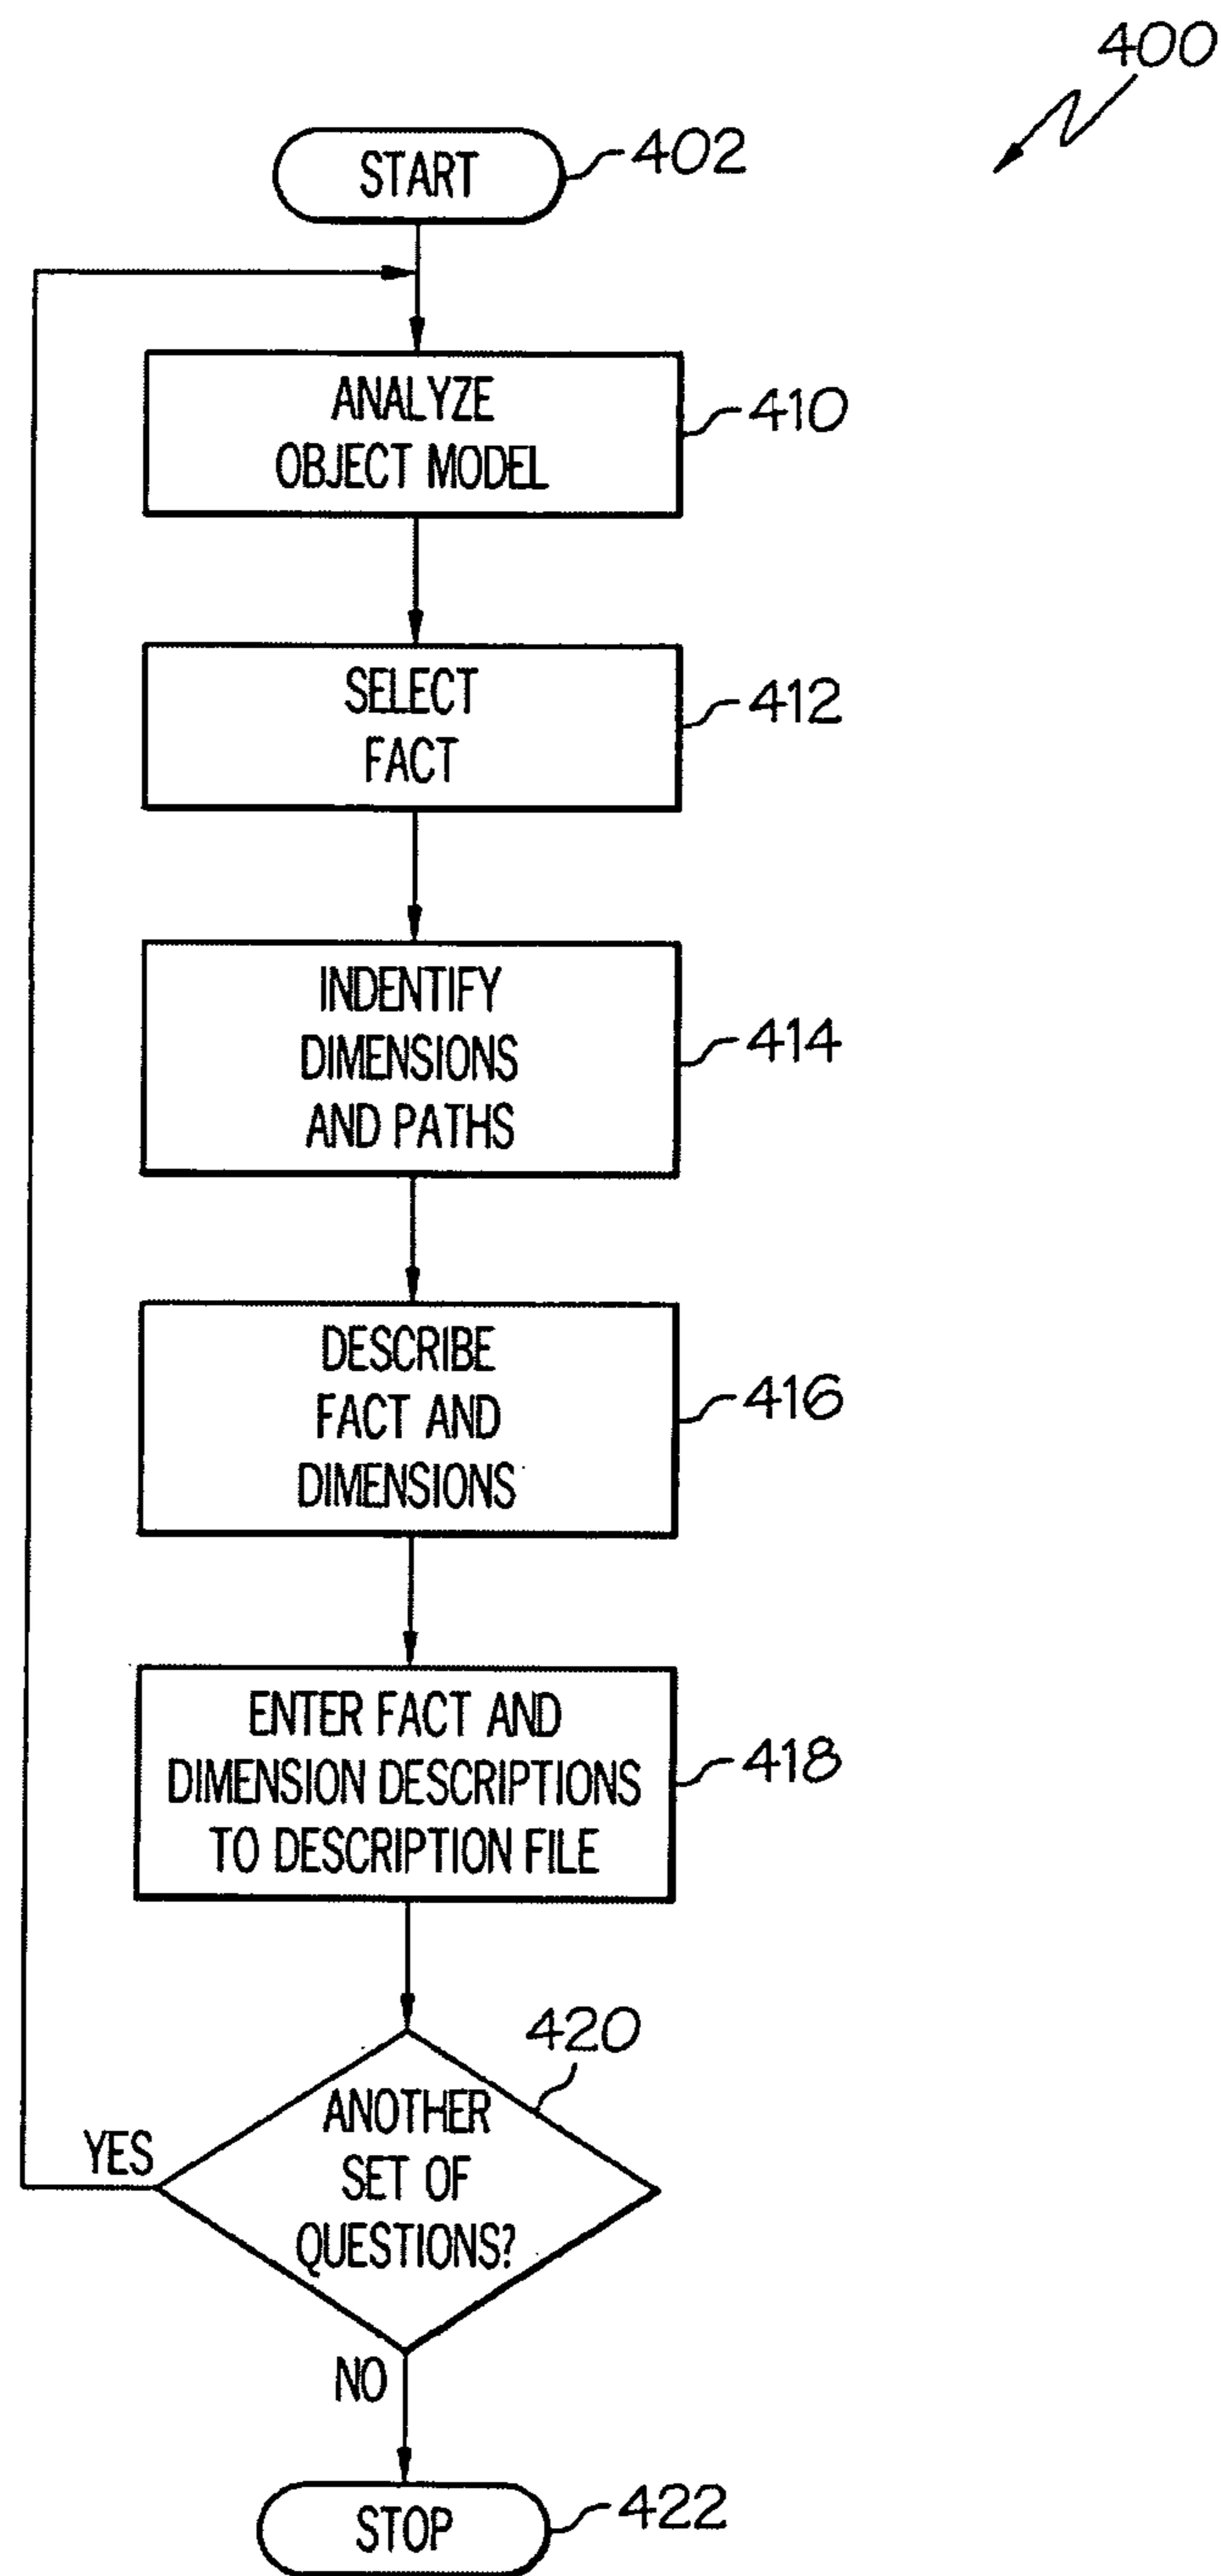 400
START
402
ANALYZE
OBJECT MODEL
410
SELECT
FACT
412
INDENTIFY
DIMENSIONS
AND PATHS
414
DESCRIBE
FACT AND
DIMENSIONS
416
ENTER FACT AND
DIMENSION DESCRIPTIONS
TO DESCRIPTION FILE
418
420
ANOTHER
SET OF
QUESTIONS?
YES
NO
STOP
422